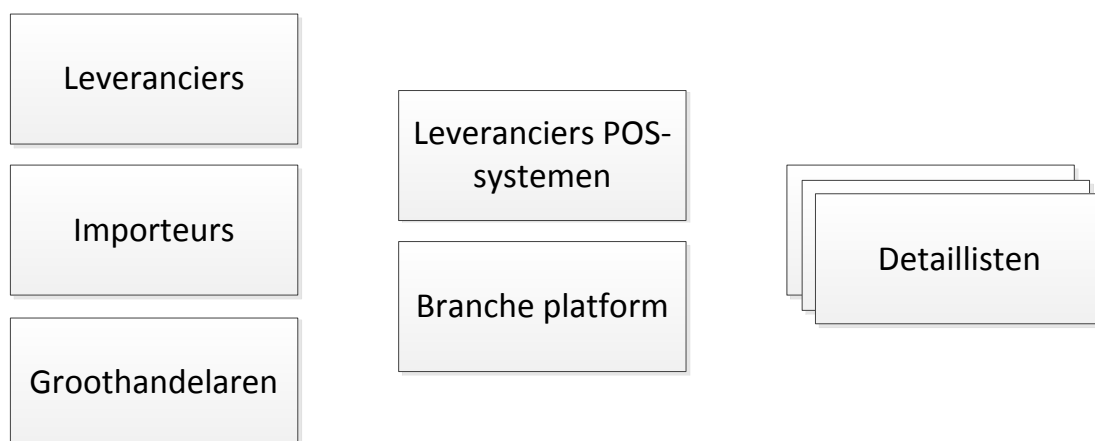 Leveranciers
Importeurs
Groothandelaren
Leveranciers POS-
systemen
Branche platform
Detaillisten